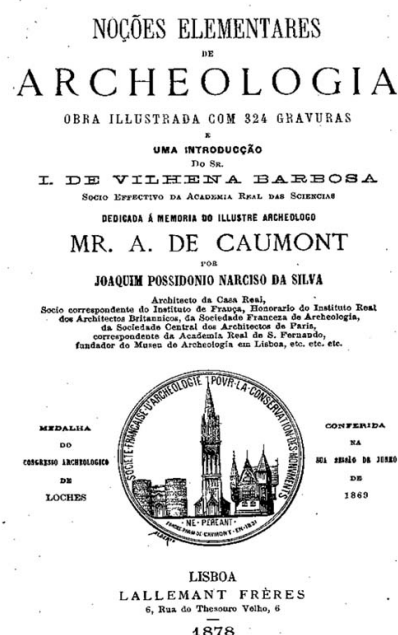 NOÇÕES ELEMENTARES
DE
ARCHEOLOGIA
OBRA ILLUSTRADA COM 324 GRAVURAS
E
UMA INTRODUCÇÃO
Do Sr.
I. DE VILHENA BARBOSA
Socio Effectivo da Academia Real das Sciencias
DEDICADA Á MEMORIA DO ILLUSTRE ARCHEOLOGO
MR. A. DE CAUMONT
POR
JOAQUIM POSSIDONIO NARCISO DA SILVA
Architecto da Casa Real,
Socio correspondente do Instituto de França, Honorario do Instituto Real
dos Architectos Britannicos, da Sociedade Franceza de Archeologia,
da Sociedade Central dos Architectos de Paris,
correspondente da Academia Real de S. Fernando,
fundador do Museu de Archeologia em Lisboa, etc. etc. etc.
MEDALHA
DO
CONGRESSO ARCHEOLOGICO
DE
LOCHES
SOCIÉTÉ·FRANÇAISE·D'ARCHÉOLOGIE POVR·LA·CONSERVATION·DES·MONVMENTS
·NE·PEREANT·
CONFERIDA
NA
SUA SESSÃO DE JUNHO
DE
1869
LISBOA
LALLEMANT FRÈRES
6, Rua do Thesouro Velho, 6
1878